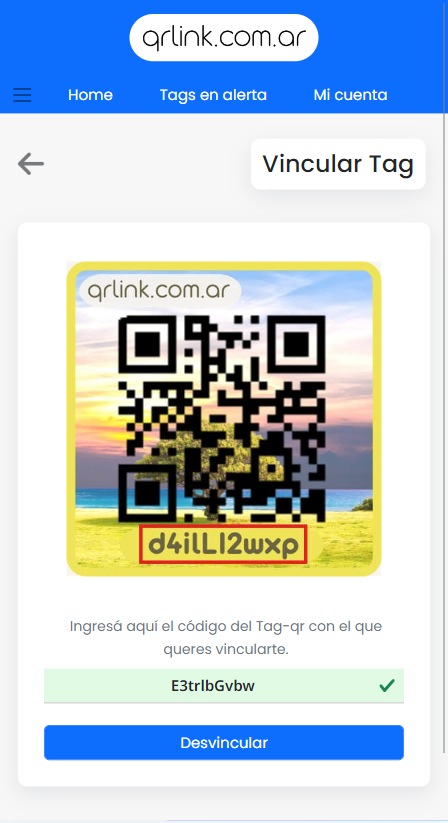 qrlink.com.ar
Home Tags en alerta Mi cuenta
Vincular Tag
qrlink.com.ar
d4ilLI2wxp
Ingresá aquí el código del Tag-qr con el que
queres vincularte.
E3trlbGvbw
Desvincular